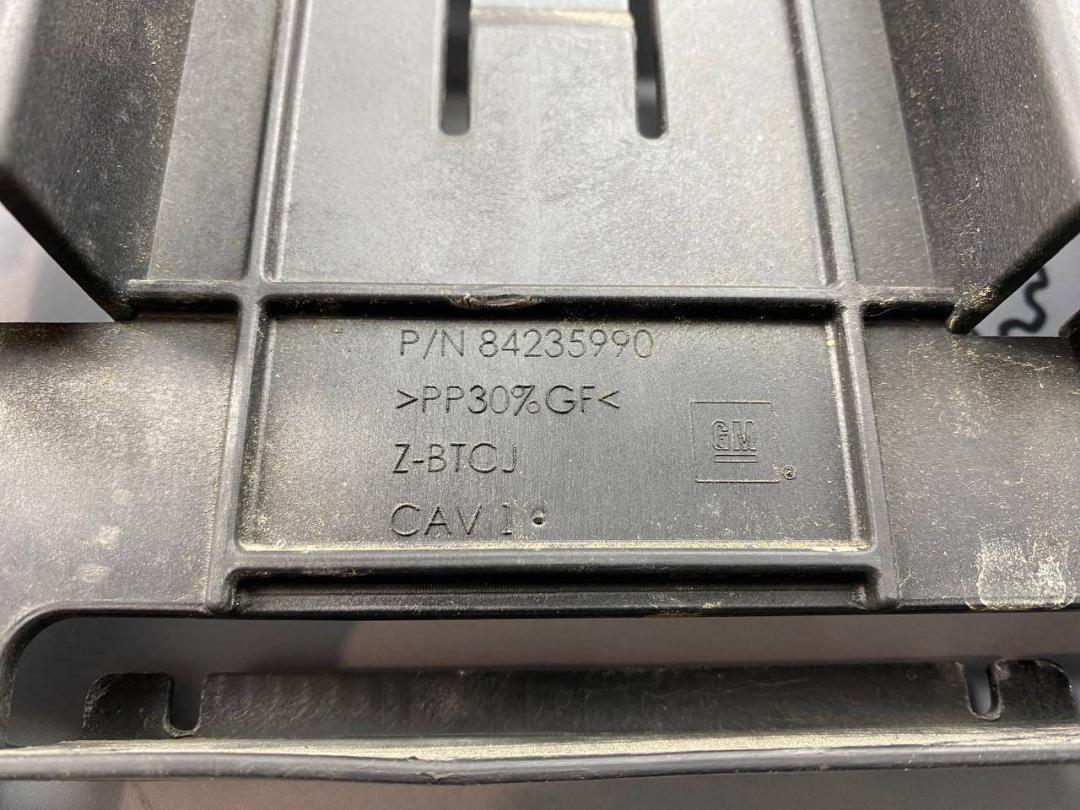 P/N 84235990
>PP30%GF<
Z-BTCJ
GM
®
CAV 1